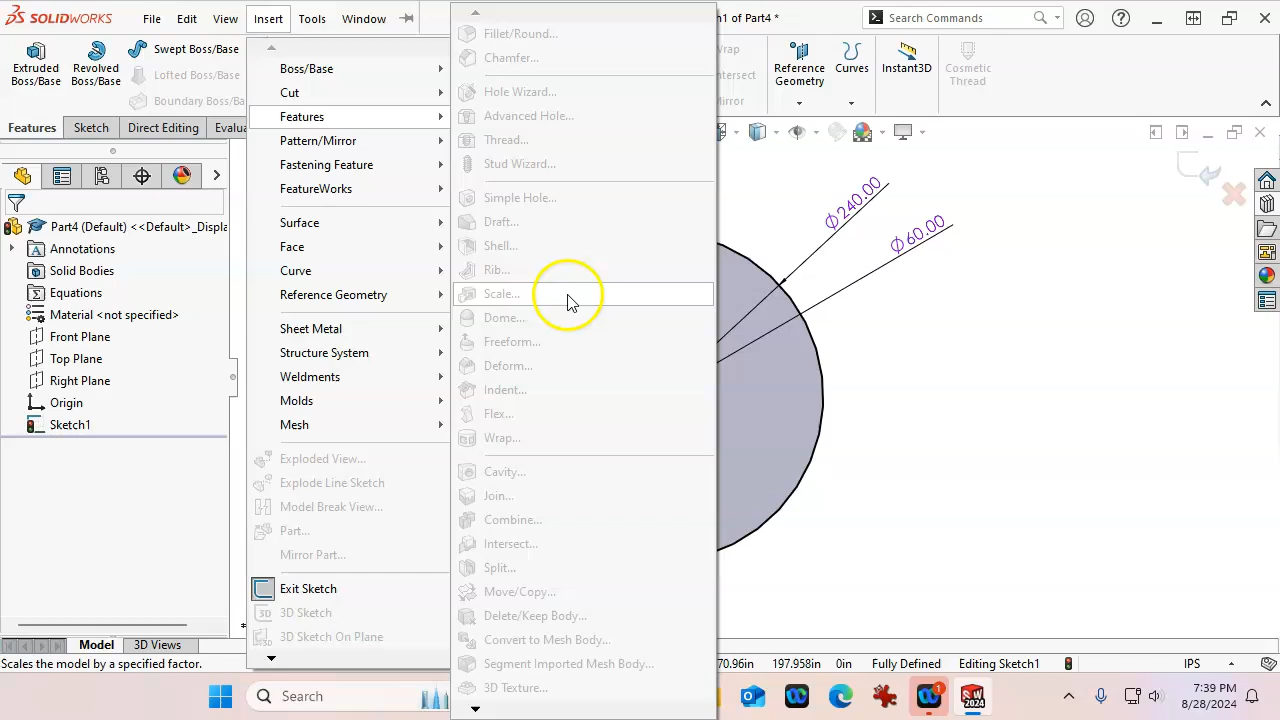 SOLIDWORKS
File
Edit
View
Insert
Tools
Window
h1 of Part4 *
Search Commands
Extruded Boss/Base
Revolved Boss/Base
Swept Boss/Base
Lofted Boss/Base
Boundary Boss/Ba
Wrap
ntersect
Mirror
Reference Geometry
Curves
Instant3D
Cosmetic Thread
Features
Sketch
Direct Editing
Evalua
Part4 (Default) <<Default>_Displa
Annotations
Solid Bodies
Equations
Material <not specified>
Front Plane
Top Plane
Right Plane
Origin
Sketch1
Boss/Base
Cut
Features
Pattern/Mirror
Fastening Feature
FeatureWorks
Surface
Face
Curve
Reference Geometry
Sheet Metal
Structure System
Weldments
Molds
Mesh
Exploded View...
Explode Line Sketch
Model Break View...
Part...
Mirror Part...
Exit Sketch
3D Sketch
3D Sketch On Plane
Fillet/Round...
Chamfer...
Hole Wizard...
Advanced Hole...
Thread...
Stud Wizard...
Simple Hole...
Draft...
Shell...
Rib...
Scale...
Dome...
Freeform...
Deform...
Indent...
Flex...
Wrap...
Cavity...
Join...
Combine...
Intersect...
Split...
Move/Copy...
Delete/Keep Body...
Convert to Mesh Body...
Segment Imported Mesh Body...
3D Texture...
∅240.00
∅60.00
Model
3D Views
Scales the model by a specified factor
70.96in
197.958in
0in
Fully Defined
Editing Sketch1
IPS
Search
7:39 PM
8/28/2024